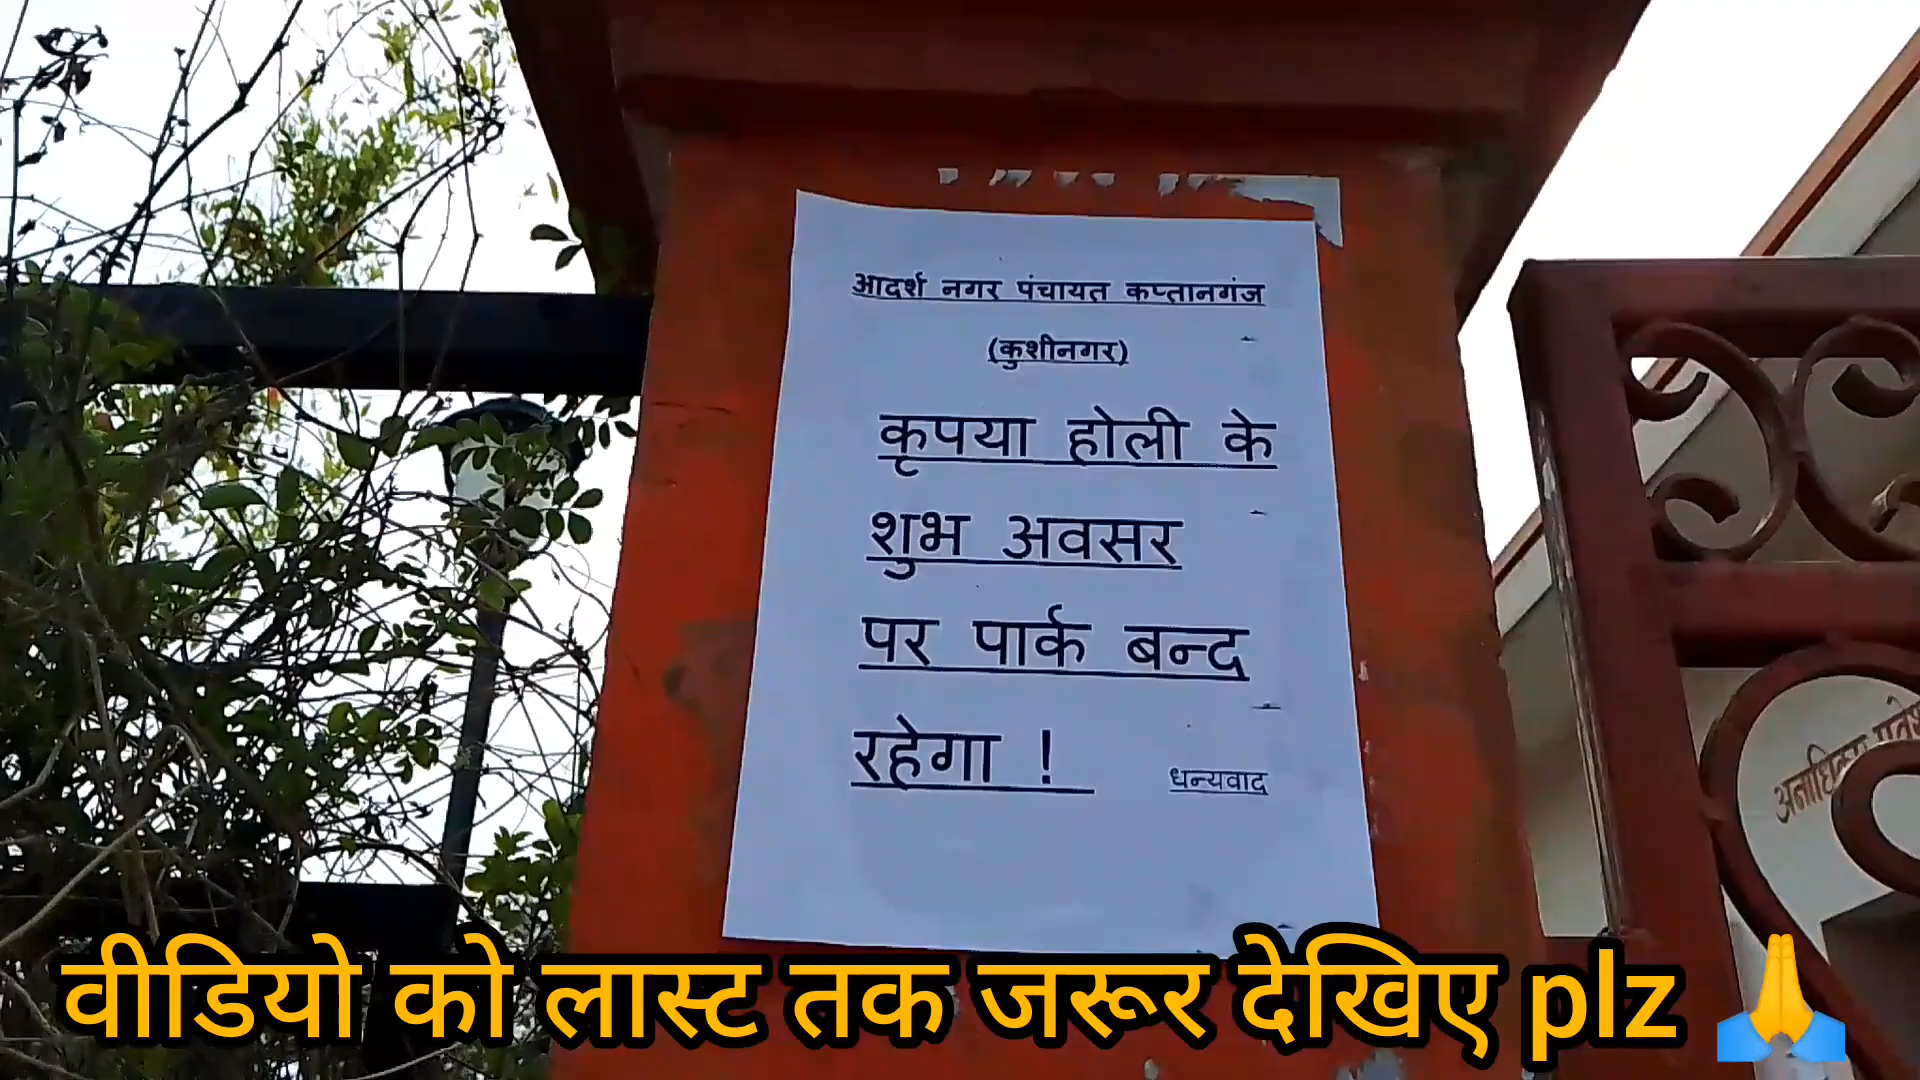 आदर्श नगर पंचायत कप्तानगंज
(कुशीनगर)
कृपया होली के
शुभ अवसर
पर पार्क बन्द
रहेगा !
धन्यवाद
वीडियो को लास्ट तक जरूर देखिए plz 🙏